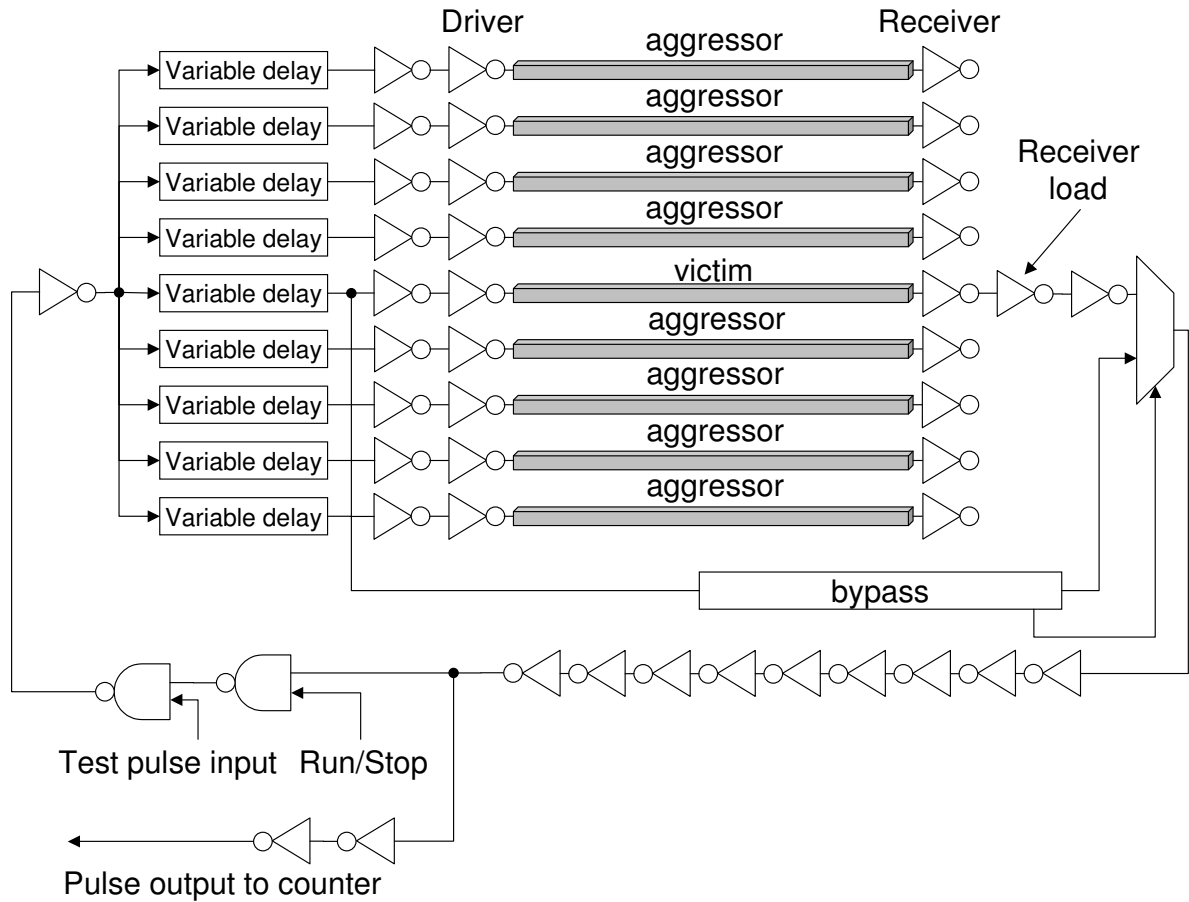 Driver
Receiver
aggressor
Variable delay
aggressor
Variable delay
aggressor
Variable delay
Receiver
load
aggressor
Variable delay
victim
Variable delay
aggressor
Variable delay
aggressor
Variable delay
aggressor
Variable delay
aggressor
Variable delay
bypass
Test pulse input
Run/Stop
Pulse output to counter